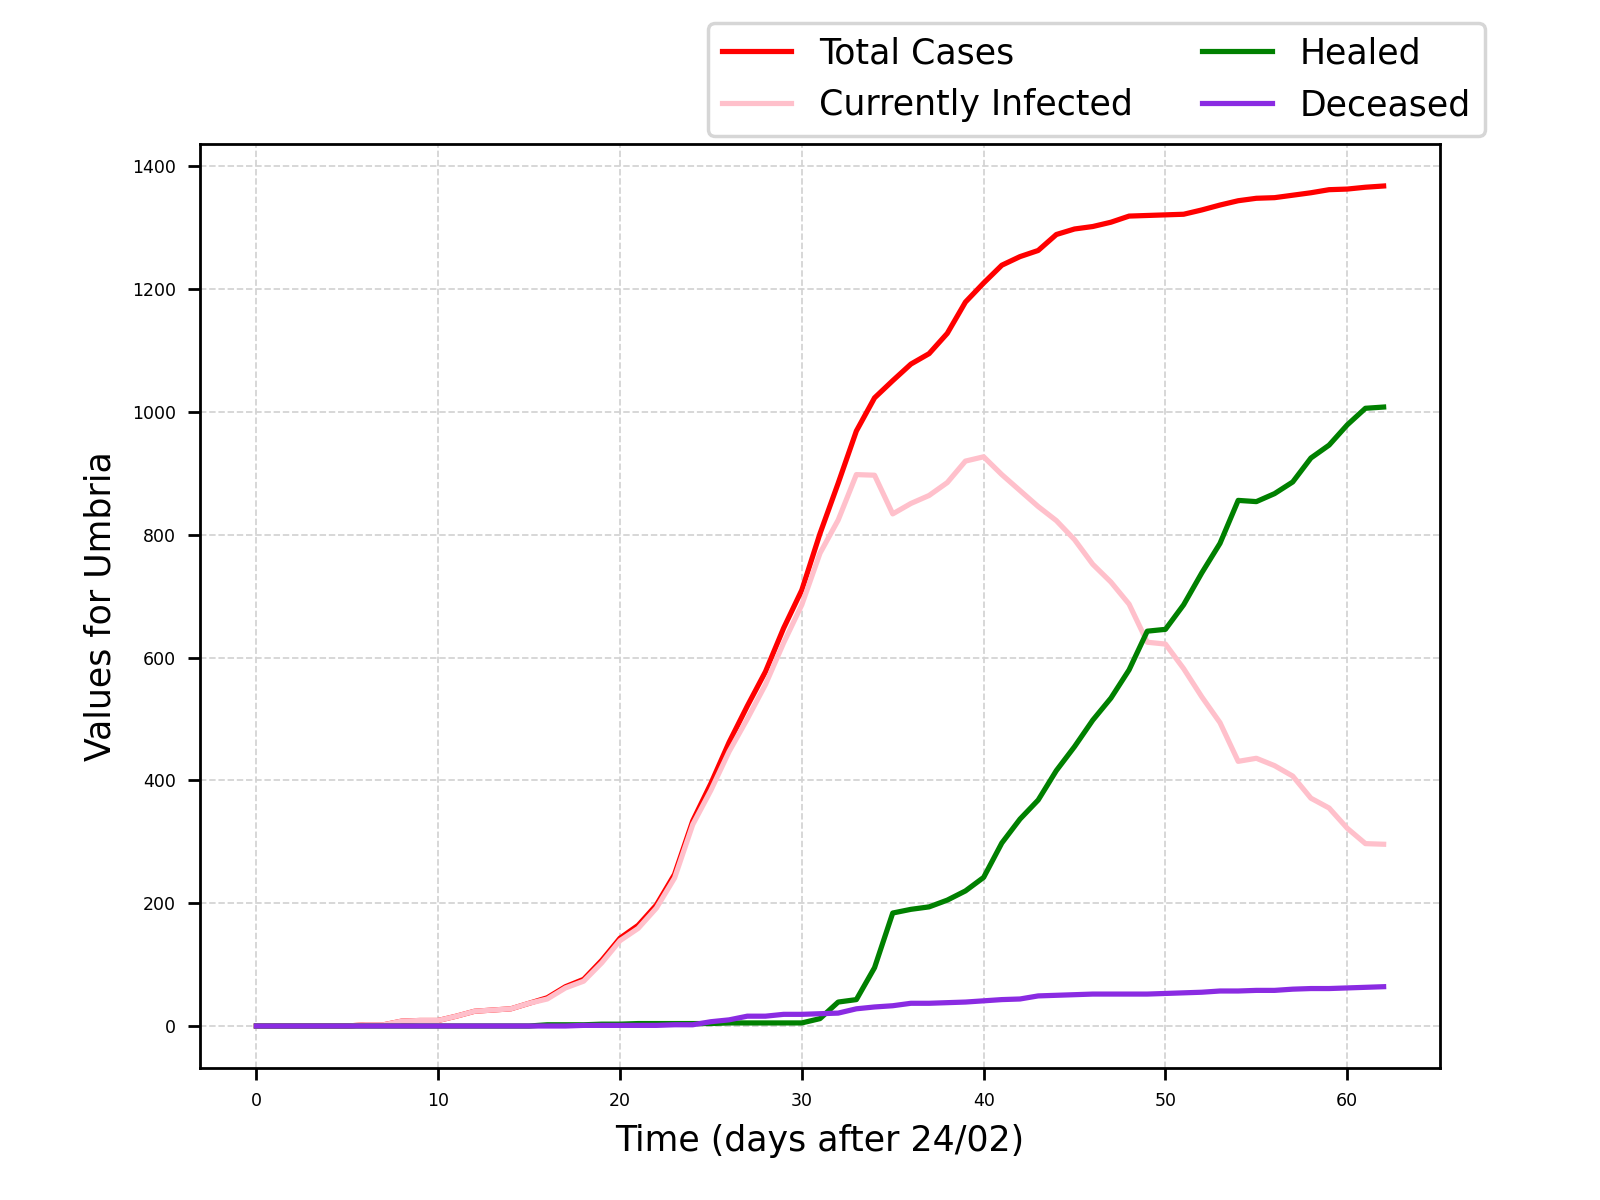 Total Cases
Currently Infected
Healed
Deceased
Values for Umbria
1400
1200
1000
800
600
400
200
0
0 10 20 30 40 50 60
Time (days after 24/02)